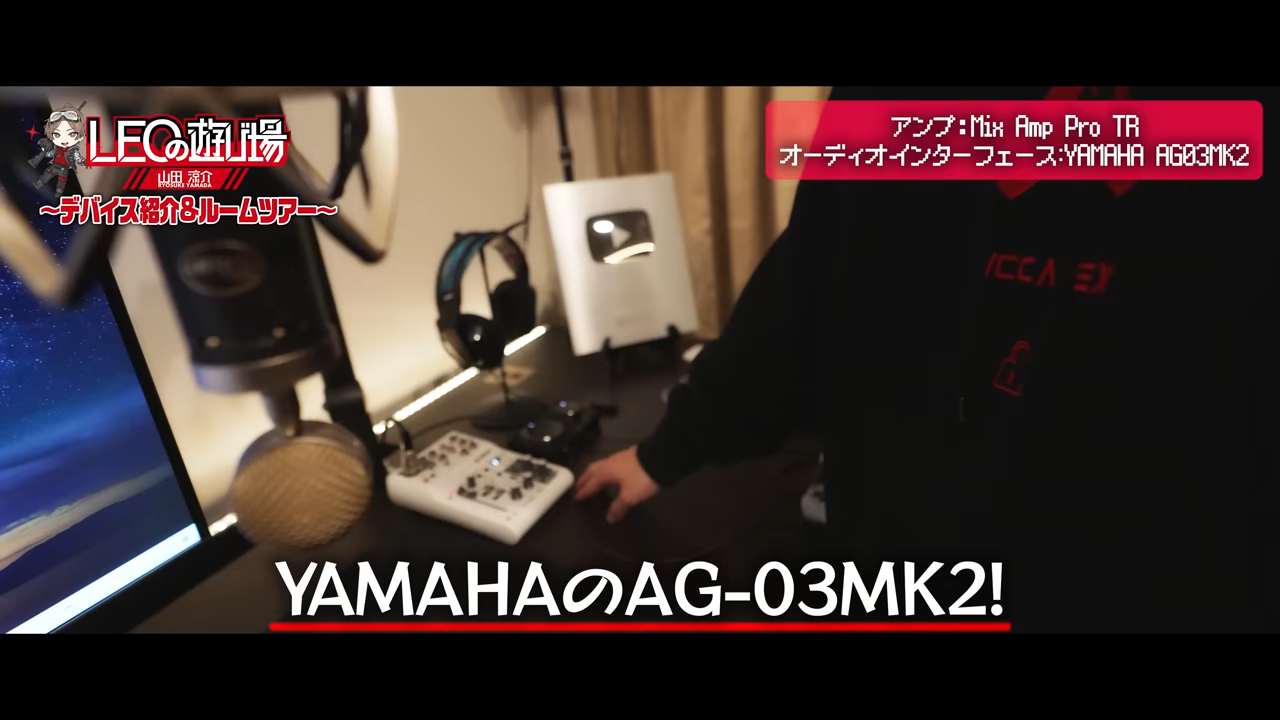 LEOの遊び場
山田 涼介
RYOSUKE YAMADA
〜デバイス紹介&ルームツアー〜
アンプ:Mix Amp Pro TR
オーディオインターフェース:YAMAHA AG03MK2
YAMAHAのAG-03MK2!